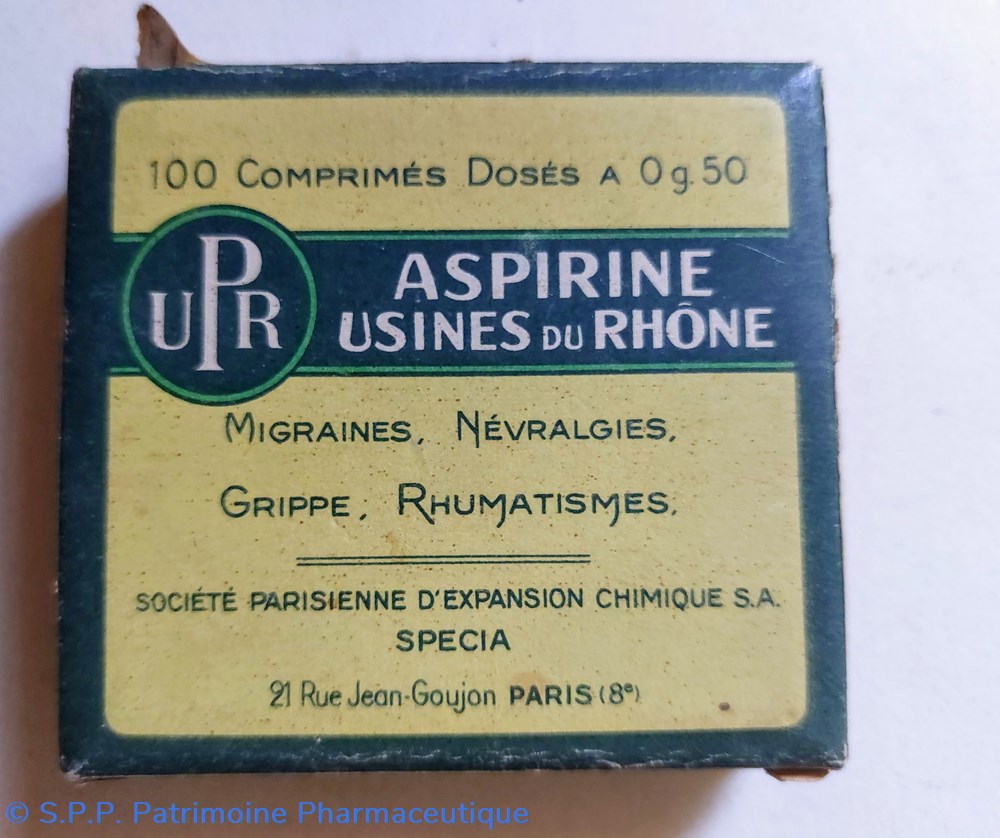 100 COMPRIMÉS DOSÉS A 0g.50
UPR
ASPIRINE
USINES DU RHÔNE
MIGRAINES, NÉVRALGIES,
GRIPPE, RHUMATISMES,
SOCIÉTÉ PARISIENNE D'EXPANSION CHIMIQUE S.A.
SPECIA
21 Rue Jean-Goujon PARIS (8e)
© S.P.P. Patrimoine Pharmaceutique